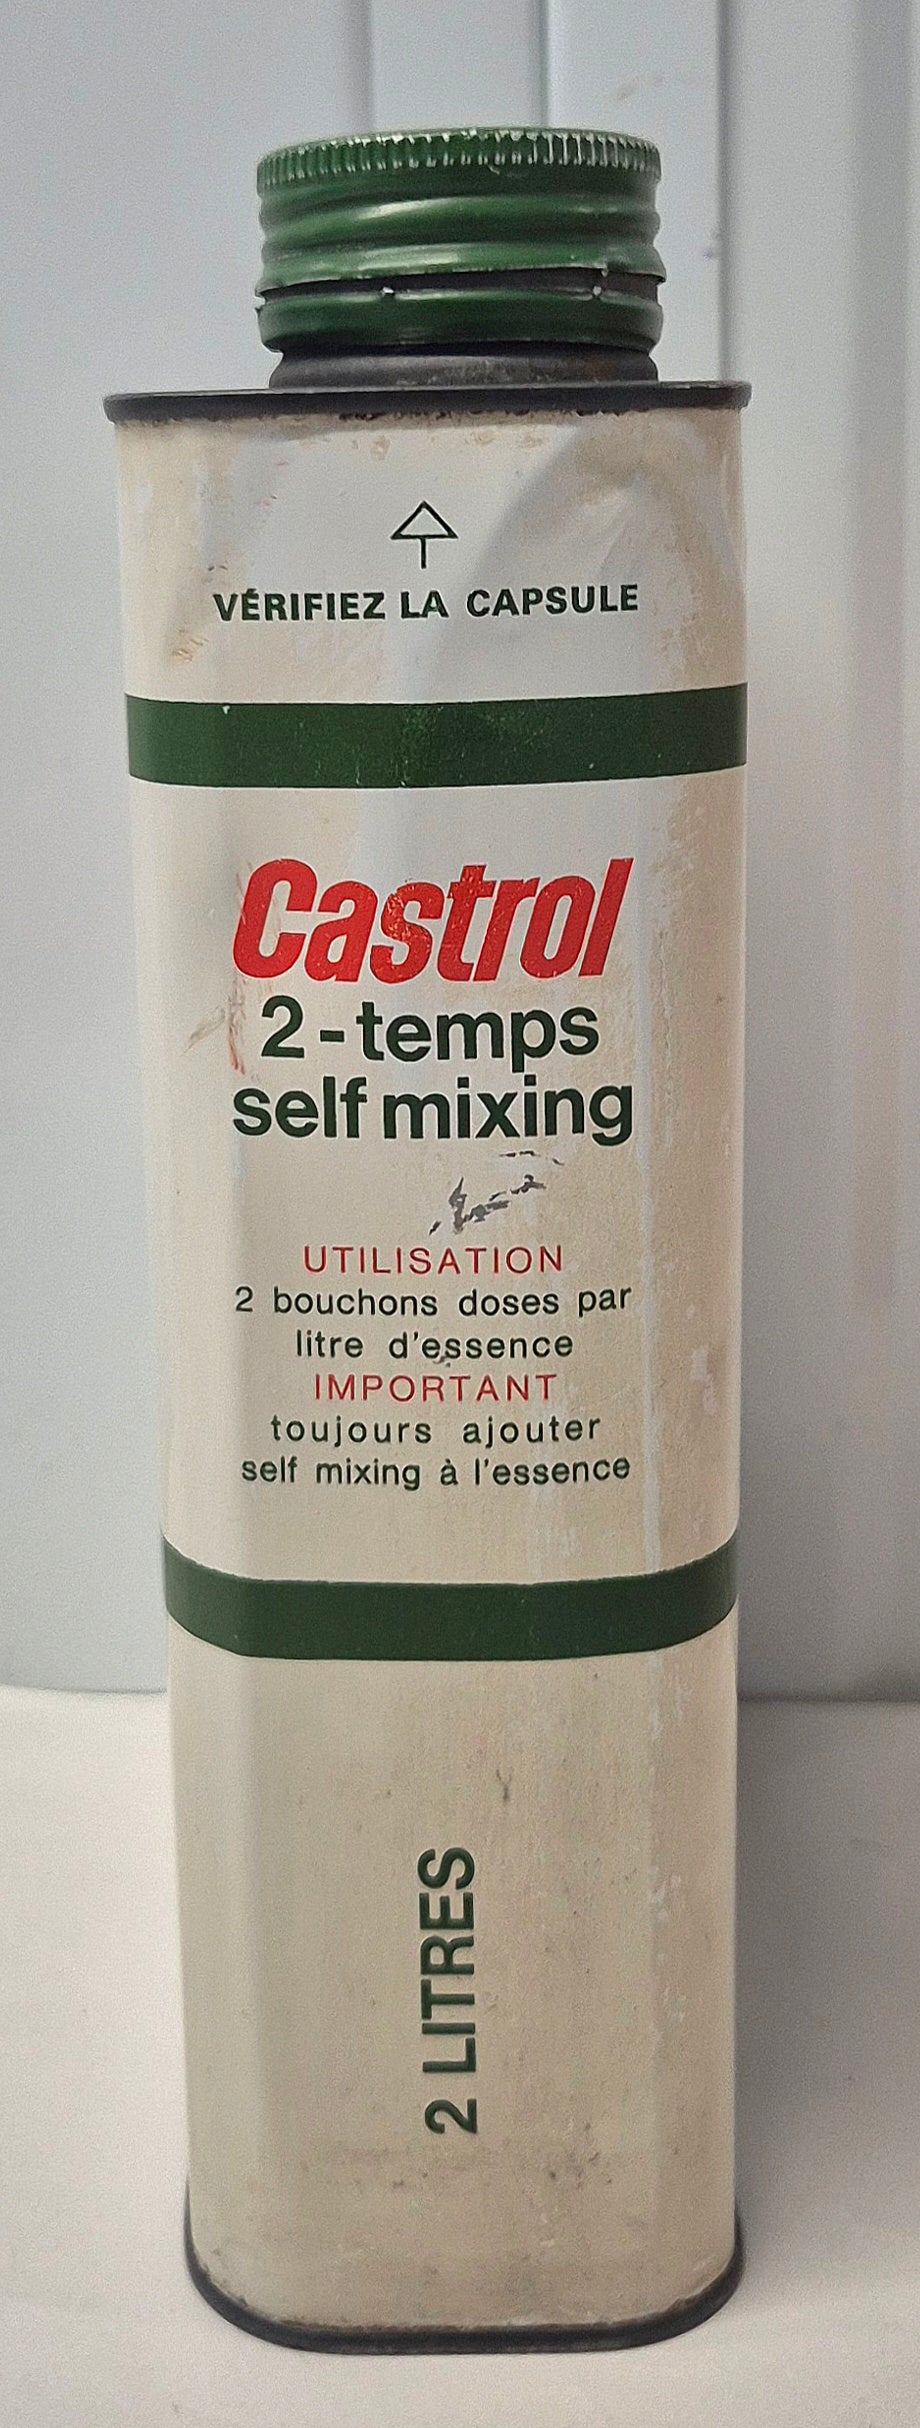 VÉRIFIEZ LA CAPSULE
Castrol
2-temps
self mixing
UTILISATION
2 bouchons doses par
litre d'essence
IMPORTANT
toujours ajouter
self mixing à l'essence
2 LITRES